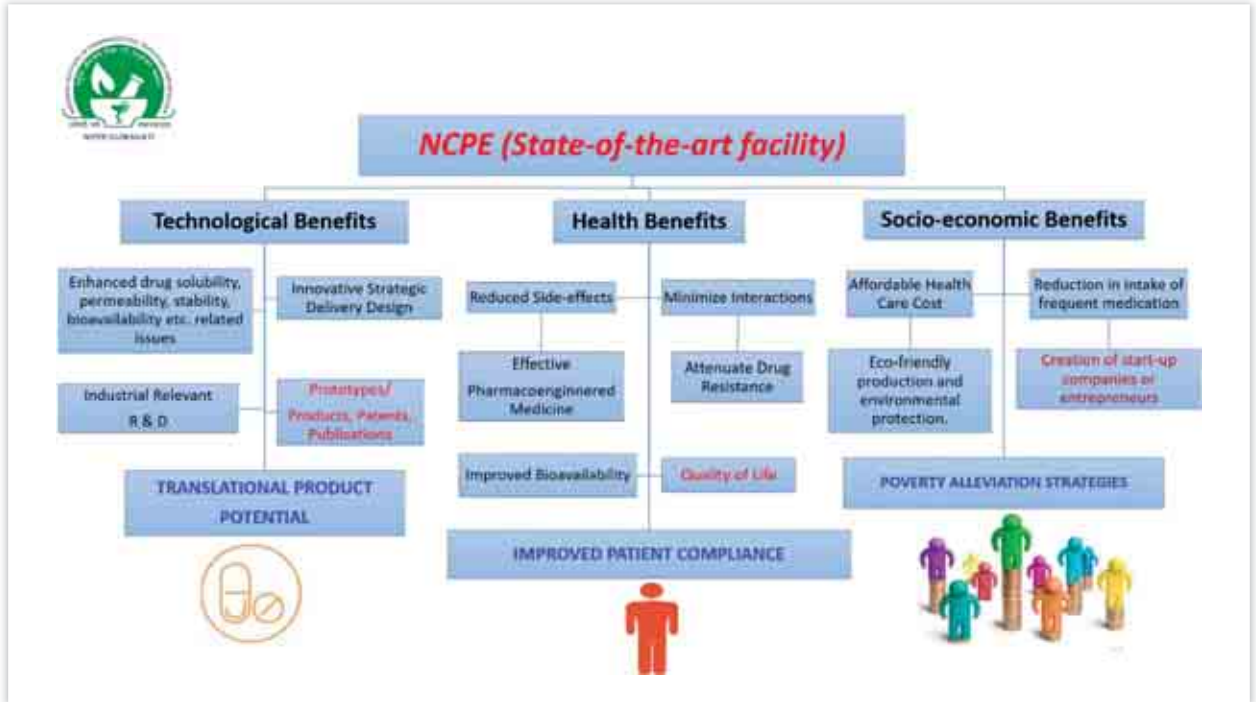 NIPER GUWAHATI
NCPE (State-of-the-art facility)
Technological Benefits
Enhanced drug solubility,
permeability, stability,
bioavailability etc. related
issues
Innovative Strategic
Delivery Design
Industrial Relevant
R & D
Prototypes/
Products, Patents,
Publications
TRANSLATIONAL PRODUCT
POTENTIAL
Health Benefits
Reduced Side-effects
Minimize Interactions
Effective
Pharmacoenginnered
Medicine
Attenuate Drug
Resistance
Improved Bioavailability
Quality of Life
IMPROVED PATIENT COMPLIANCE
Socio-economic Benefits
Affordable Health
Care Cost
Reduction in intake of
frequent medication
Eco-friendly
production and
environmental
protection.
Creation of start-up
companies or
entrepreneurs
POVERTY ALLEVIATION STRATEGIES